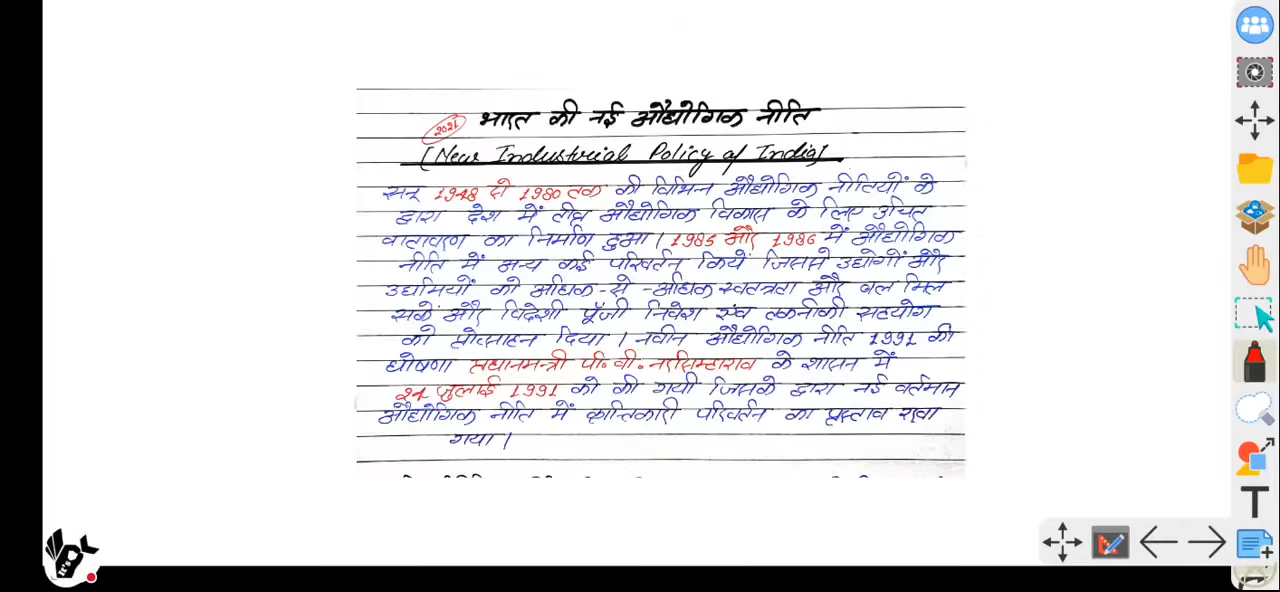 2021 भारत की नई औद्योगिक नीति
(New Industrial Policy of India)
सन् 1948 से 1980 तक की विभिन्न औद्योगिक नीतियों के
द्वारा देश में तीव्र औद्योगिक विकास के लिए उचित
वातावरण का निर्माण हुआ। 1985 और 1986 में औद्योगिक
नीति में अन्य कई परिवर्तन किये जिससे उद्योगों और
उद्यमियों को अधिक-से-अधिक स्वतन्त्रता और बल मिल
सके और विदेशी पूँजी निवेश एंव तकनीकी सहयोग
को प्रोत्साहन दिया। नवीन औद्योगिक नीति 1991 की
घोषणा प्रधानमन्त्री पी. वी. नरसिम्हाराव के शासन में
24 जुलाई 1991 को की गयी जिसके द्वारा नई वर्तमान
औद्योगिक नीति में क्रान्तिकारी परिवर्तन का प्रस्ताव रखा
गया।
T